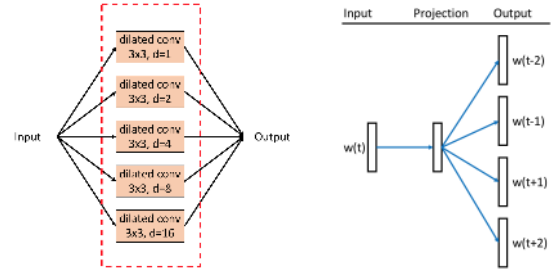 dilated conv
3x3, d=1
dilated conv
3x3, d=2
Input
dilated conv
3x3, d=4
Output
dilated conv
3x3, d=8
dilated conv
3x3, d=16
Input Projection Output
w(t-2)
w(t-1)
w(t)
w(t+1)
w(t+2)